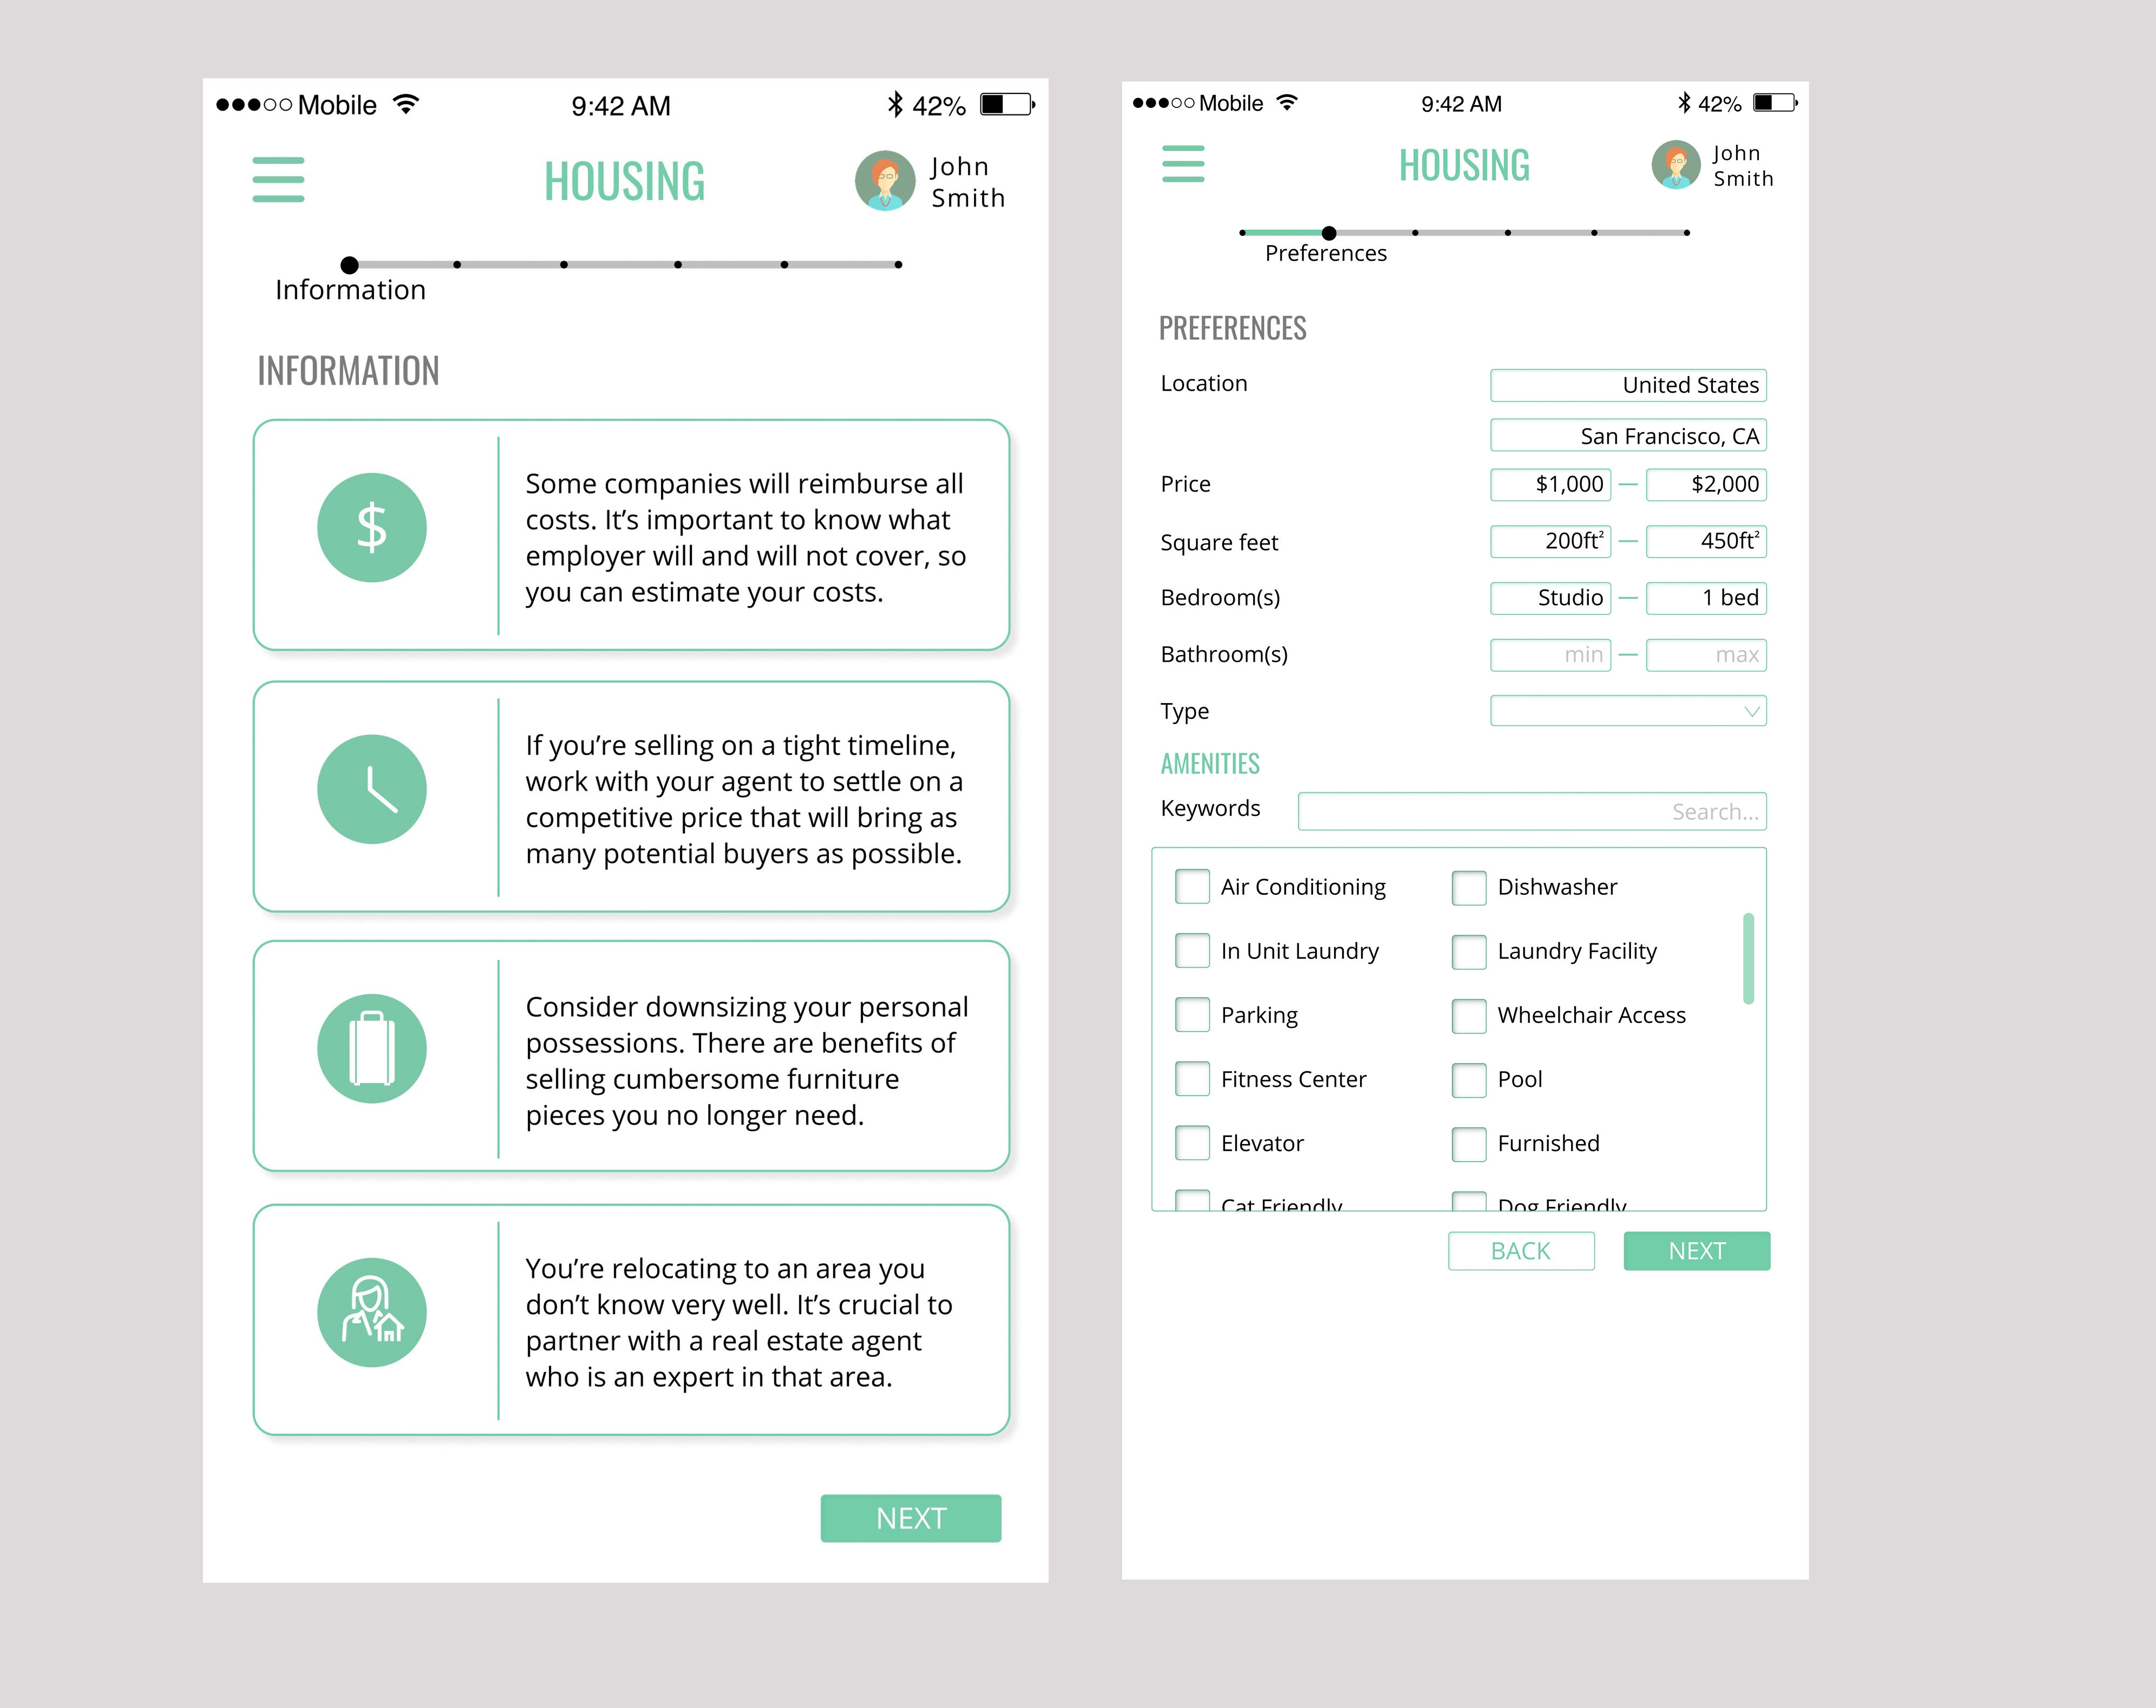 Mobile 9:42 AM 42%
HOUSING
John
Smith
Information
INFORMATION
$
Some companies will reimburse all
costs. It’s important to know what
employer will and will not cover, so
you can estimate your costs.
If you’re selling on a tight timeline,
work with your agent to settle on a
competitive price that will bring as
many potential buyers as possible.
Consider downsizing your personal
possessions. There are benefits of
selling cumbersome furniture
pieces you no longer need.
You’re relocating to an area you
don’t know very well. It’s crucial to
partner with a real estate agent
who is an expert in that area.
NEXT
Mobile 9:42 AM 42%
HOUSING
John
Smith
Preferences
PREFERENCES
Location United States
San Francisco, CA
Price $1,000 — $2,000
Square feet 200ft² — 450ft²
Bedroom(s) Studio — 1 bed
Bathroom(s) min — max
Type
AMENITIES
Keywords Search...
Air Conditioning Dishwasher
In Unit Laundry Laundry Facility
Parking Wheelchair Access
Fitness Center Pool
Elevator Furnished
Cat Friendly Dog Friendly
BACK NEXT